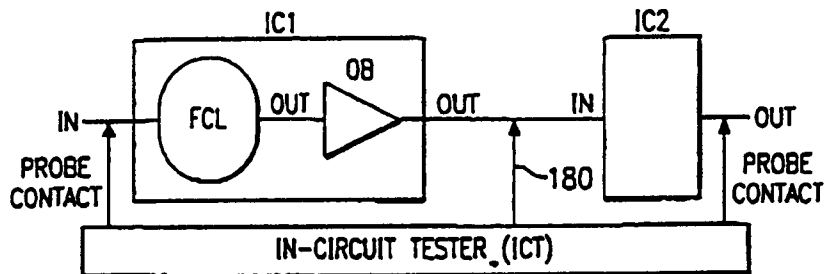 IC1
IC2
OB
IN
FCL
OUT
OUT
IN
OUT
PROBE
CONTACT
180
PROBE
CONTACT
IN-CIRCUIT TESTER (ICT)